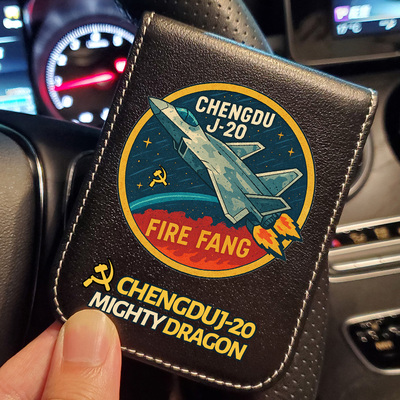 CHENGDU
J-20
FIRE FANG
CHENGDUJ-20
MIGHTY DRAGON